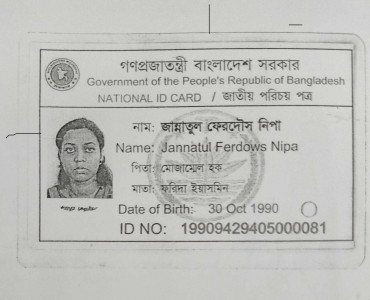 গণপ্রজাতন্ত্রী বাংলাদেশ সরকার
Government of the People's Republic of Bangladesh
NATIONAL ID CARD / জাতীয় পরিচয় পত্র
নাম: জান্নাতুল ফেরদৌস নিপা
Name: Jannatul Ferdows Nipa
পিতা: মোজাম্মেল হক
মাতা: ফরিদা ইয়াসমিন
Date of Birth: 30 Oct 1990
ID NO: 19909429405000081